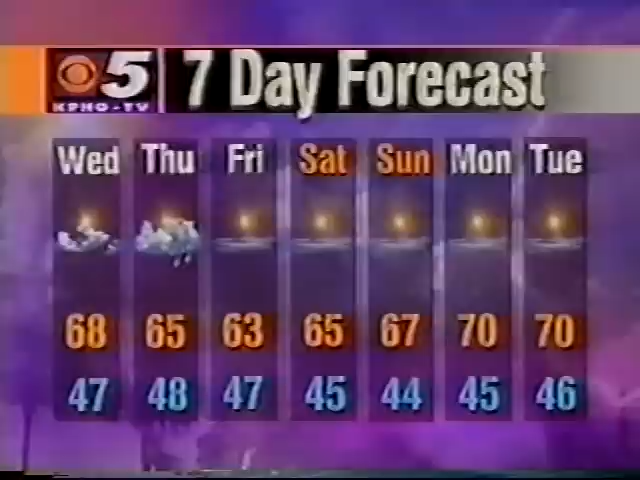 5 7 Day Forecast
KPHO-TV
Wed Thu Fri Sat Sun Mon Tue
68 65 63 65 67 70 70
47 48 47 45 44 45 46